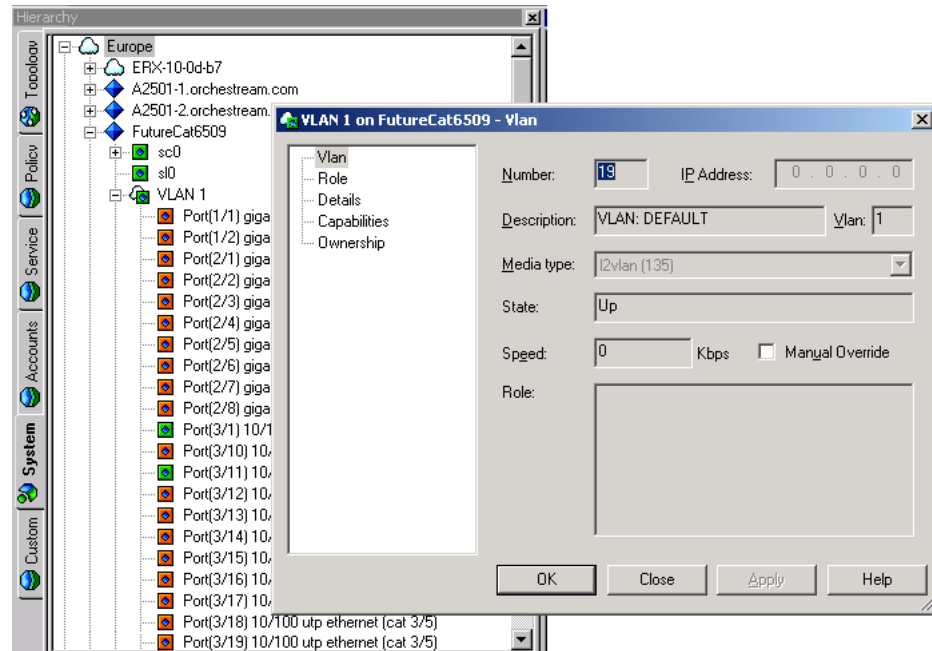 Hierarchy
Topology
Policy
Service
Accounts
System
Custom
Europe
ERX-10-0d-b7
A2501-1.orchestream.com
A2501-2.orchestream.
FutureCat6509
sc0
sl0
VLAN 1
Port(1/1) giga
Port(1/2) giga
Port(2/1) giga
Port(2/2) giga
Port(2/3) giga
Port(2/4) giga
Port(2/5) giga
Port(2/6) giga
Port(2/7) giga
Port(2/8) giga
Port(3/1) 10/1
Port(3/10) 10/
Port(3/11) 10/
Port(3/12) 10/
Port(3/13) 10/
Port(3/14) 10/
Port(3/15) 10/
Port(3/16) 10/
Port(3/17) 10/
Port(3/18) 10/100 utp ethernet (cat 3/5)
Port(3/19) 10/100 utp ethernet (cat 3/5)
VLAN 1 on FutureCat6509 - Vlan
Vlan
Role
Details
Capabilities
Ownership
Number: 19 IP Address: 0 . 0 . 0 . 0
Description: VLAN: DEFAULT Vlan: 1
Media type: l2vlan (135)
State: Up
Speed: 0 Kbps Manual Override
Role:
OK Close Apply Help